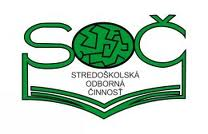 SOČ
STREDOŠKOLSKÁ
ODBORNÁ
ČINNOSŤ